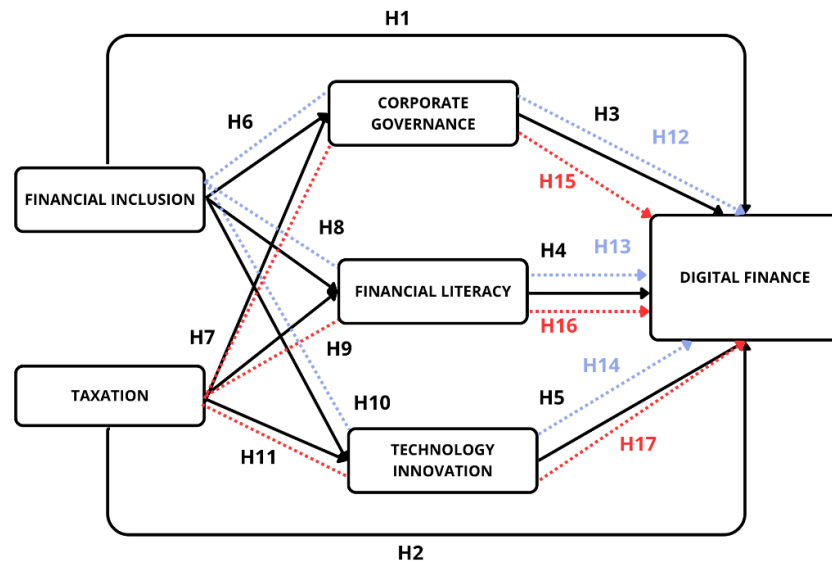 H1
CORPORATE
GOVERNANCE
H6
H3
H12
H15
FINANCIAL INCLUSION
H8
H4
H13
FINANCIAL LITERACY
DIGITAL FINANCE
H16
H7
H9
H14
TAXATION
H10
H5
H11
TECHNOLOGY
INNOVATION
H17
H2